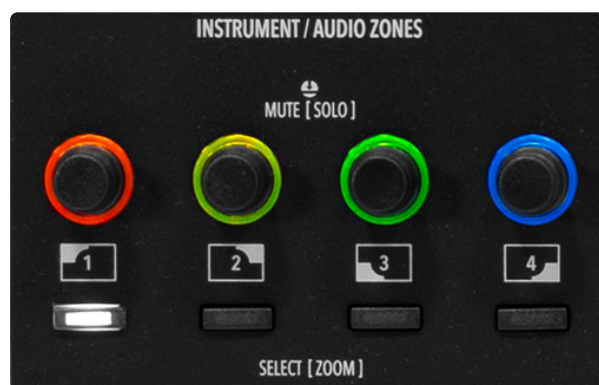 INSTRUMENT / AUDIO ZONES
MUTE [ SOLO ]
1 2 3 4
SELECT [ ZOOM ]